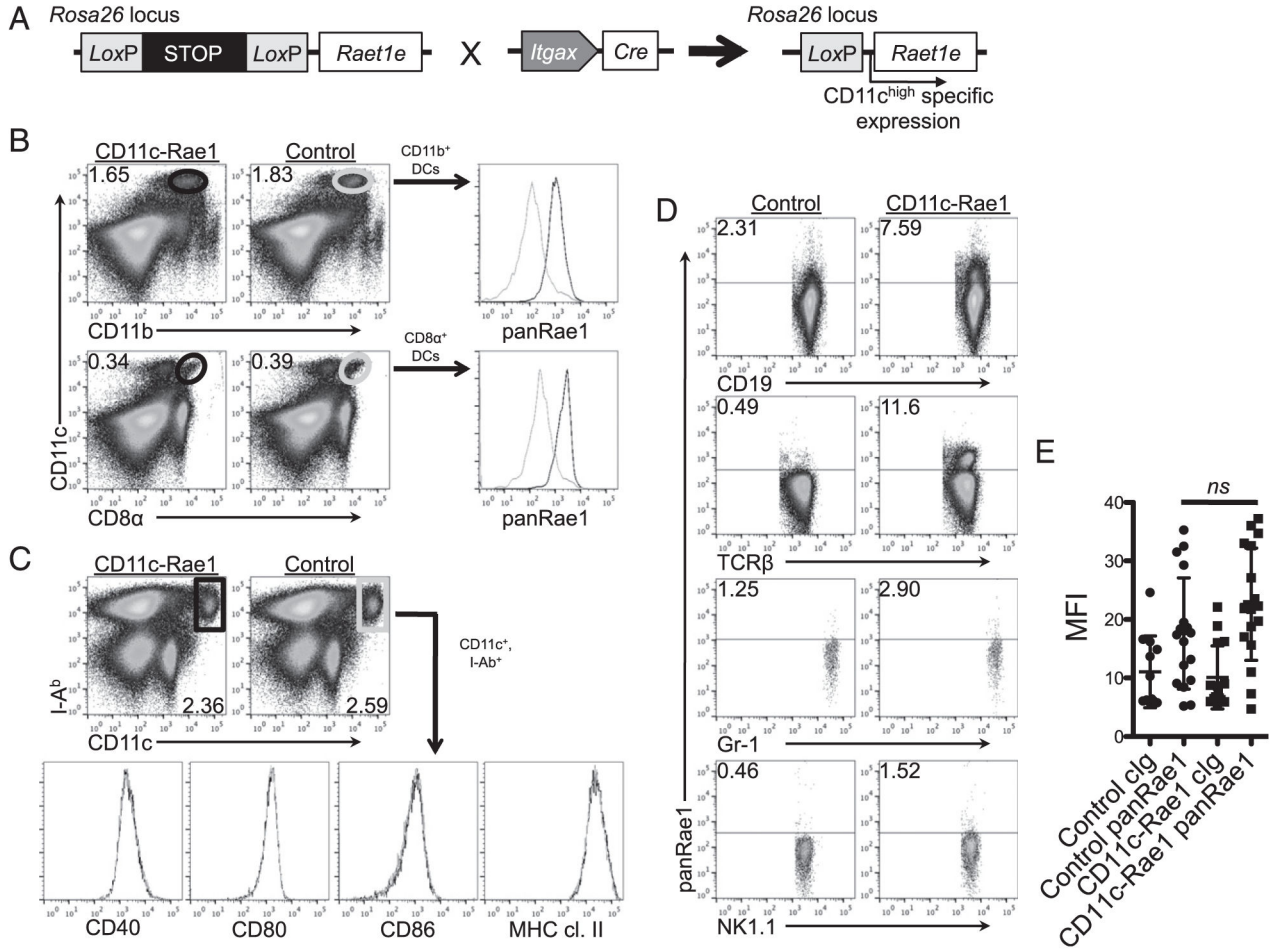 A
Rosa26 locus
LoxP STOP LoxP Raet1e
X
Itgax Cre
Rosa26 locus
LoxP Raet1e
CD11chigh specific
expression
B
CD11c-Rae1 Control
1.65 1.83
CD11b+
DCs
CD11b panRae1
0.34 0.39
CD8α+
DCs
CD11c
CD8α panRae1
C
CD11c-Rae1 Control
2.36 2.59
CD11c+,
I-Ab+
I-Ab
CD11c
CD40 CD80 CD86 MHC cl. II
D
Control CD11c-Rae1
2.31 7.59
CD19
0.49 11.6
TCRβ
1.25 2.90
Gr-1
0.46 1.52
panRae1
NK1.1
E
ns
MFI
40
30
20
10
0
Control cIg
Control panRae1
CD11c-Rae1 cIg
CD11c-Rae1 panRae1